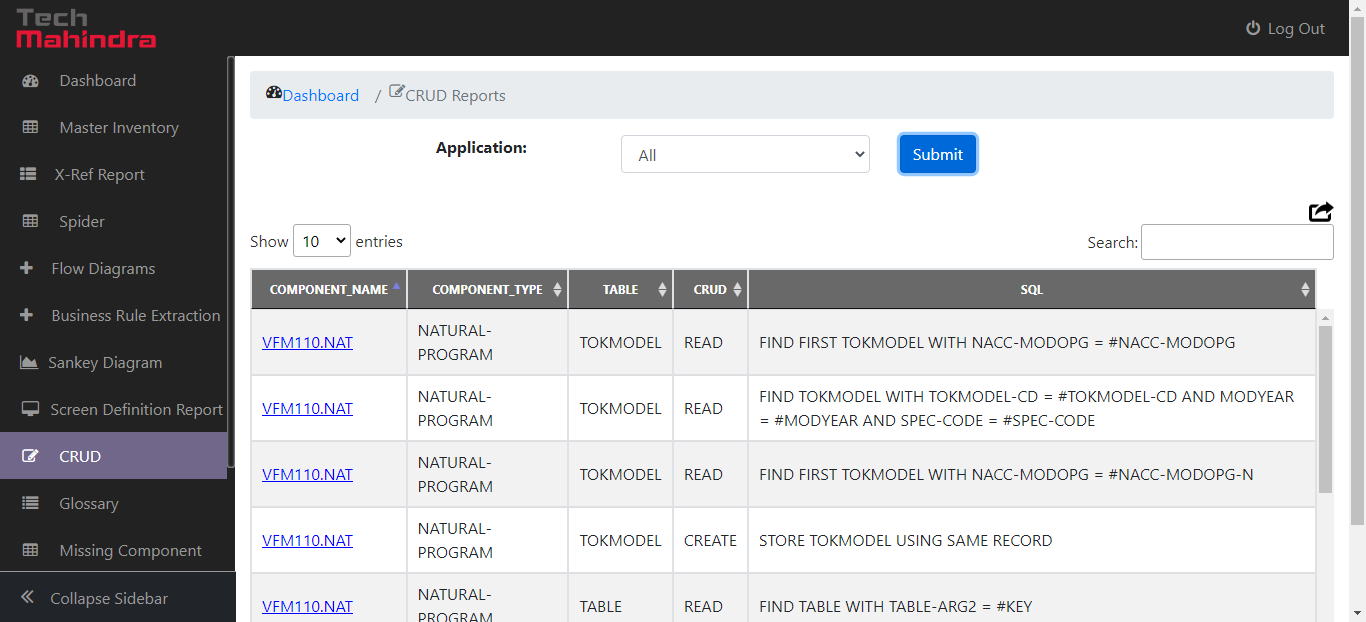 Tech
Mahindra
Log Out
Dashboard
Master Inventory
X-Ref Report
Spider
Flow Diagrams
Business Rule Extraction
Sankey Diagram
Screen Definition Report
CRUD
Glossary
Missing Component
Collapse Sidebar
Dashboard / CRUD Reports
Application: All Submit
Show 10 entries Search:
COMPONENT_NAME COMPONENT_TYPE TABLE CRUD SQL
VFM110.NAT NATURAL-PROGRAM TOKMODEL READ FIND FIRST TOKMODEL WITH NACC-MODOPG = #NACC-MODOPG
VFM110.NAT NATURAL-PROGRAM TOKMODEL READ FIND TOKMODEL WITH TOKMODEL-CD = #TOKMODEL-CD AND MODYEAR
= #MODYEAR AND SPEC-CODE = #SPEC-CODE
VFM110.NAT NATURAL-PROGRAM TOKMODEL READ FIND FIRST TOKMODEL WITH NACC-MODOPG = #NACC-MODOPG-N
VFM110.NAT NATURAL-PROGRAM TOKMODEL CREATE STORE TOKMODEL USING SAME RECORD
VFM110.NAT NATURAL-PROGRAM TABLE READ FIND TABLE WITH TABLE-ARG2 = #KEY